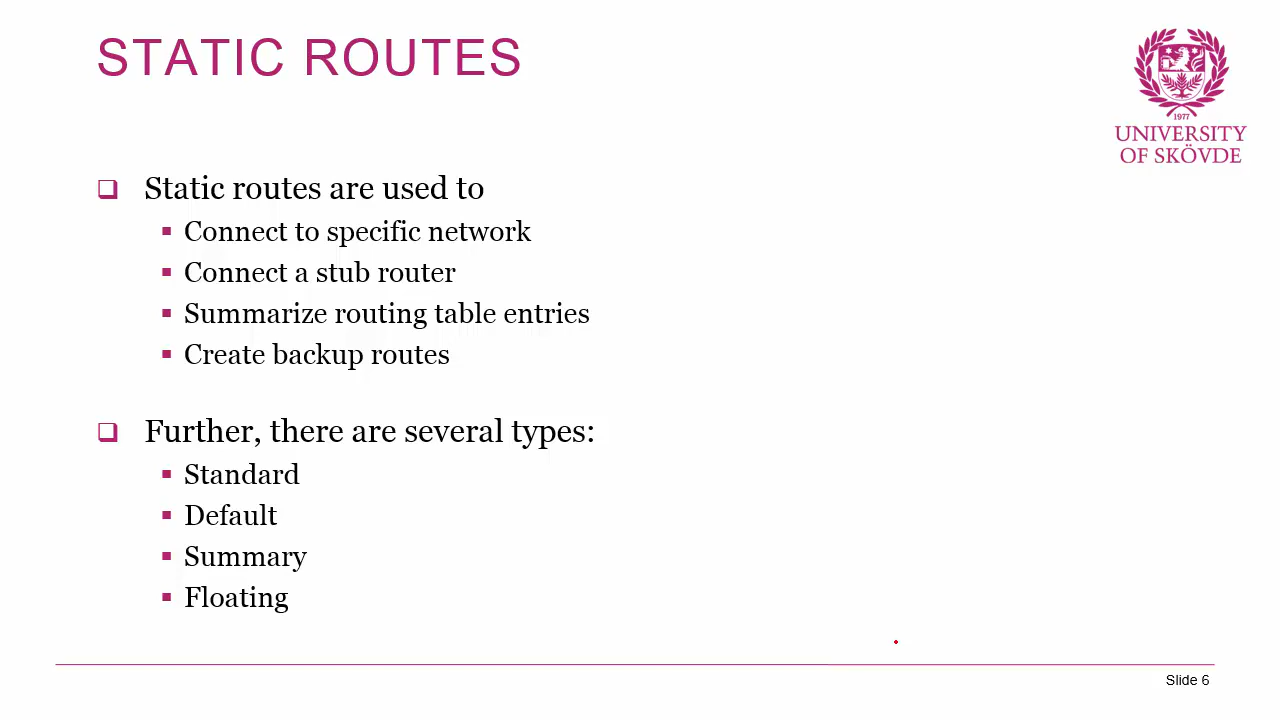 STATIC ROUTES
1977
UNIVERSITY
OF SKÖVDE
Static routes are used to
Connect to specific network
Connect a stub router
Summarize routing table entries
Create backup routes
Further, there are several types:
Standard
Default
Summary
Floating
Slide 6